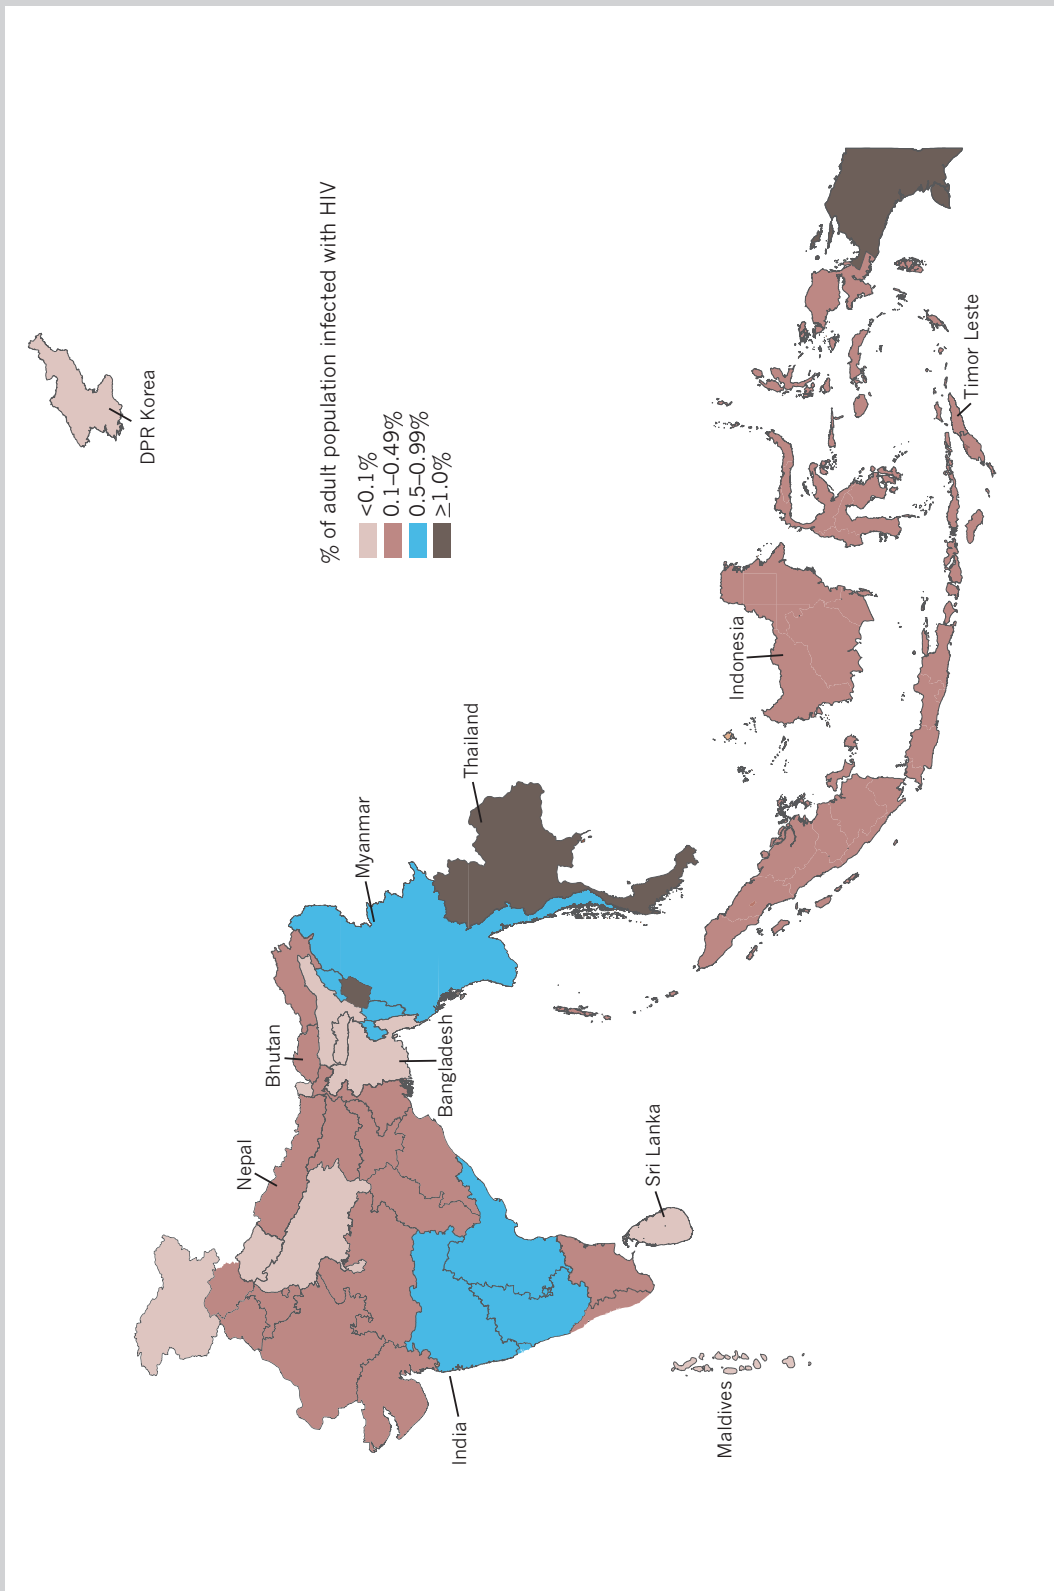 DPR Korea
% of adult population infected with HIV
<0.1%
0.1–0.49%
0.5–0.99%
≥1.0%
Bhutan
Myanmar
Thailand
Nepal
Bangladesh
Indonesia
India
Sri Lanka
Timor Leste
Maldives